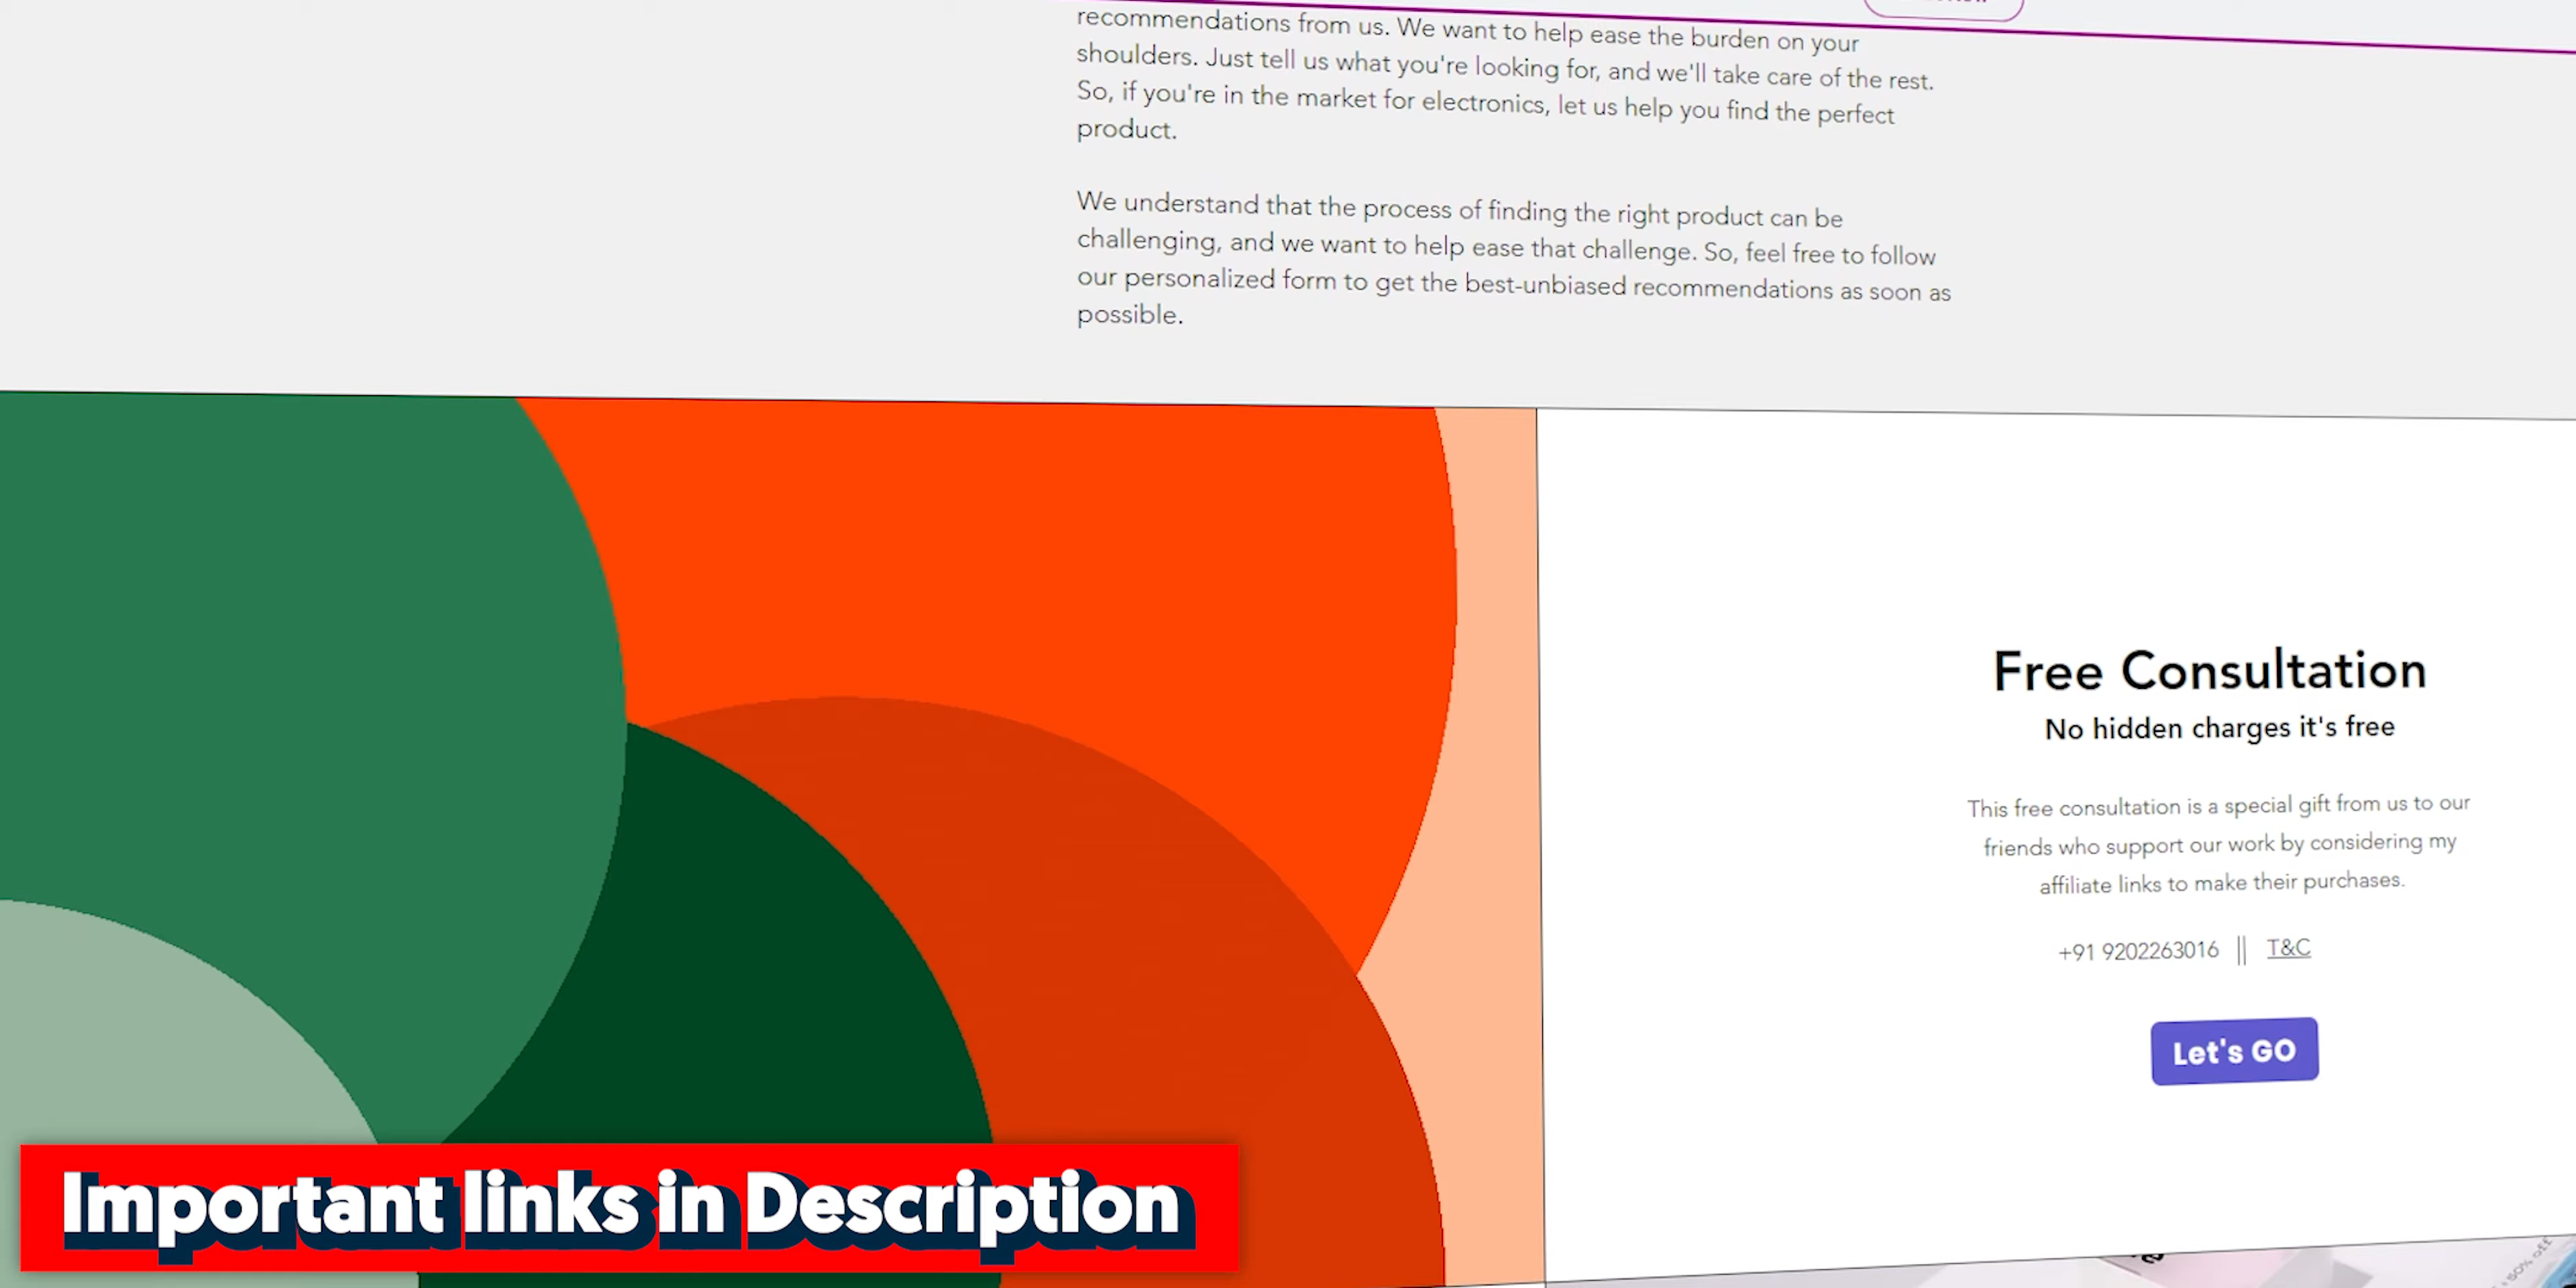 recommendations from us. We want to help ease the burden on your
shoulders. Just tell us what you're looking for, and we'll take care of the rest.
So, if you're in the market for electronics, let us help you find the perfect
product.
We understand that the process of finding the right product can be
challenging, and we want to help ease that challenge. So, feel free to follow
our personalized form to get the best-unbiased recommendations as soon as
possible.
Free Consultation
No hidden charges it's free
This free consultation is a special gift from us to our
friends who support our work by considering my
affiliate links to make their purchases.
+91 9202263016 || T&C
Let's GO
Important links in Description
50% OFF